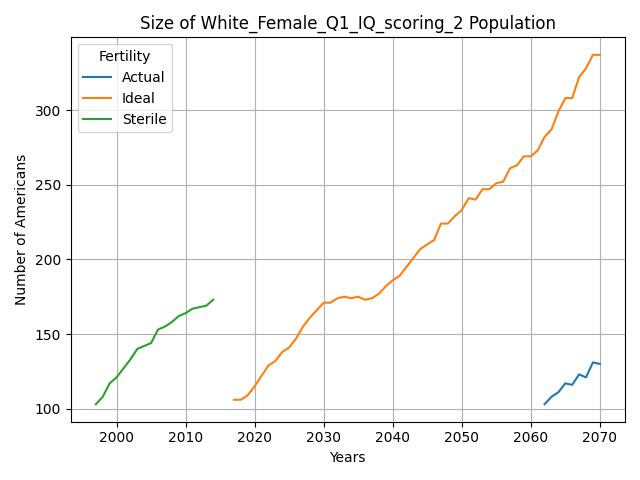 Size of White_Female_Q1_IQ_scoring_2 Population
Fertility
Actual
Ideal
Sterile
Number of Americans
300
250
200
150
100
2000 2010 2020 2030 2040 2050 2060 2070
Years